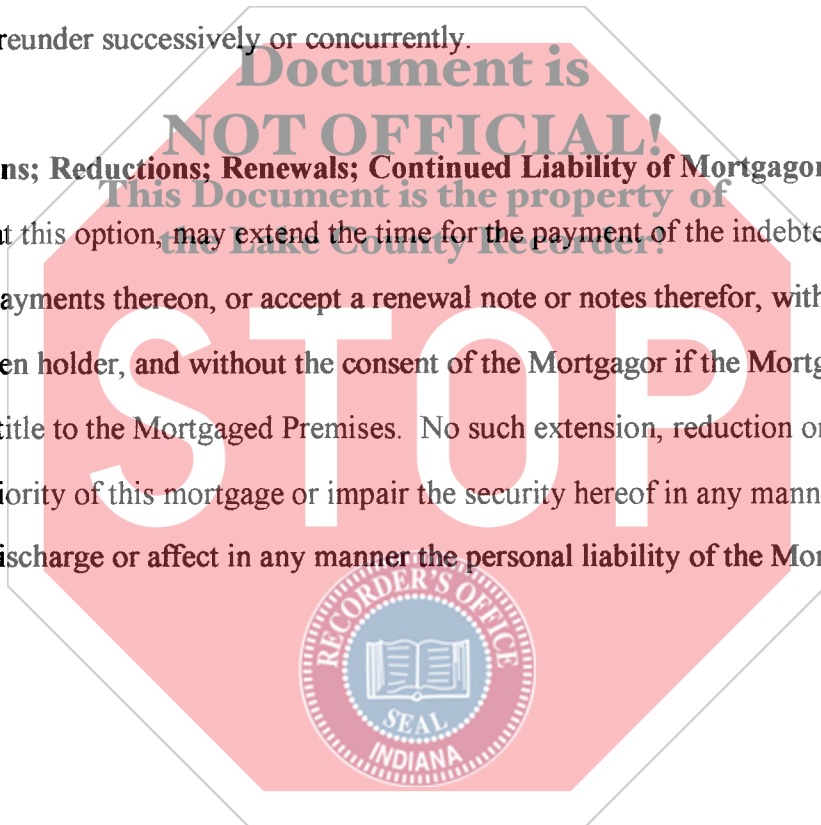 reunder successively or concurrently.
Document is
NOT OFFICIAL!
ns; Reductions; Renewals; Continued Liability of Mortgagor
This Document is the property of
t this option, may extend the time for the payment of the indebte
the Lake County Recorder!
ayments thereon, or accept a renewal note or notes therefor, with
en holder, and without the consent of the Mortgagor if the Mortg
title to the Mortgaged Premises. No such extension, reduction or
iority of this mortgage or impair the security hereof in any mann
ischarge or affect in any manner the personal liability of the Mor
STOP
RECORDER'S OFFICE
SEAL
INDIANA